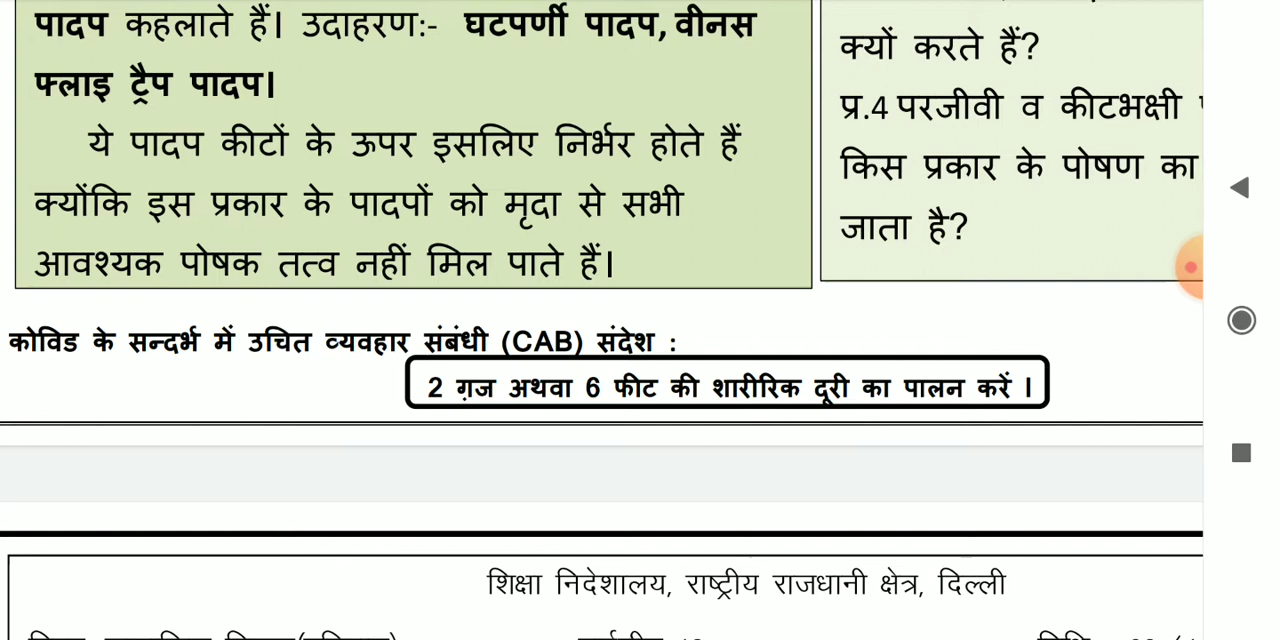 पादप कहलाते हैं। उदाहरण:- घटपर्णी पादप, वीनस
फ्लाइ ट्रैप पादप।
ये पादप कीटों के ऊपर इसलिए निर्भर होते हैं
क्योंकि इस प्रकार के पादपों को मृदा से सभी
आवश्यक पोषक तत्व नहीं मिल पाते हैं।
क्यों करते हैं?
प्र.4 परजीवी व कीटभक्षी
किस प्रकार के पोषण का
जाता है?
कोविड के सन्दर्भ में उचित व्यवहार संबंधी (CAB) संदेश :
2 ग़ज अथवा 6 फीट की शारीरिक दूरी का पालन करें ।
शिक्षा निदेशालय, राष्ट्रीय राजधानी क्षेत्र, दिल्ली